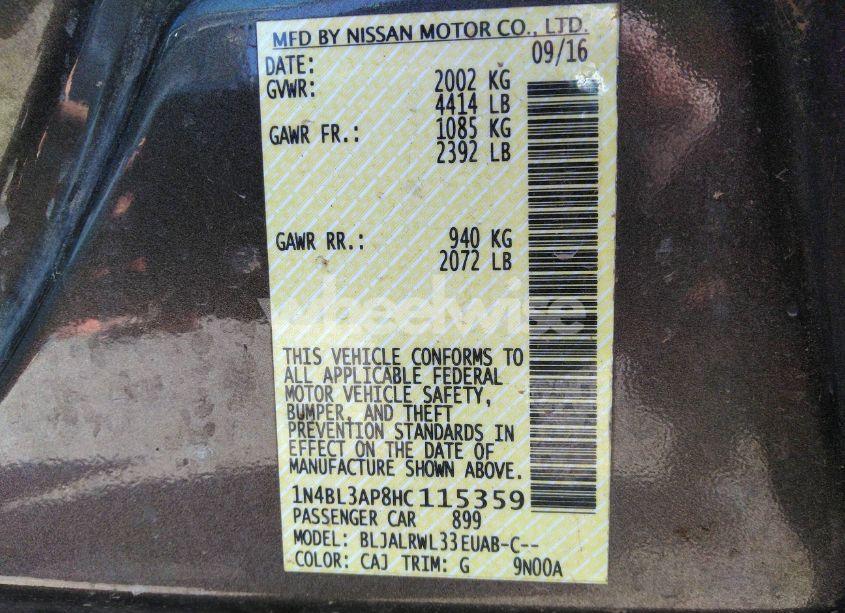 MFD BY NISSAN MOTOR CO., LTD.
DATE: 09/16
GVWR: 2002 KG
4414 LB
GAWR FR.: 1085 KG
2392 LB
GAWR RR.: 940 KG
2072 LB
wheelwise
THIS VEHICLE CONFORMS TO
ALL APPLICABLE FEDERAL
MOTOR VEHICLE SAFETY,
BUMPER, AND THEFT
PREVENTION STANDARDS IN
EFFECT ON THE DATE OF
MANUFACTURE SHOWN ABOVE.
1N4BL3AP8HC115359
PASSENGER CAR 899
MODEL: BLJALRWL33EUAB-C--
COLOR: CAJ TRIM: G 9N00A